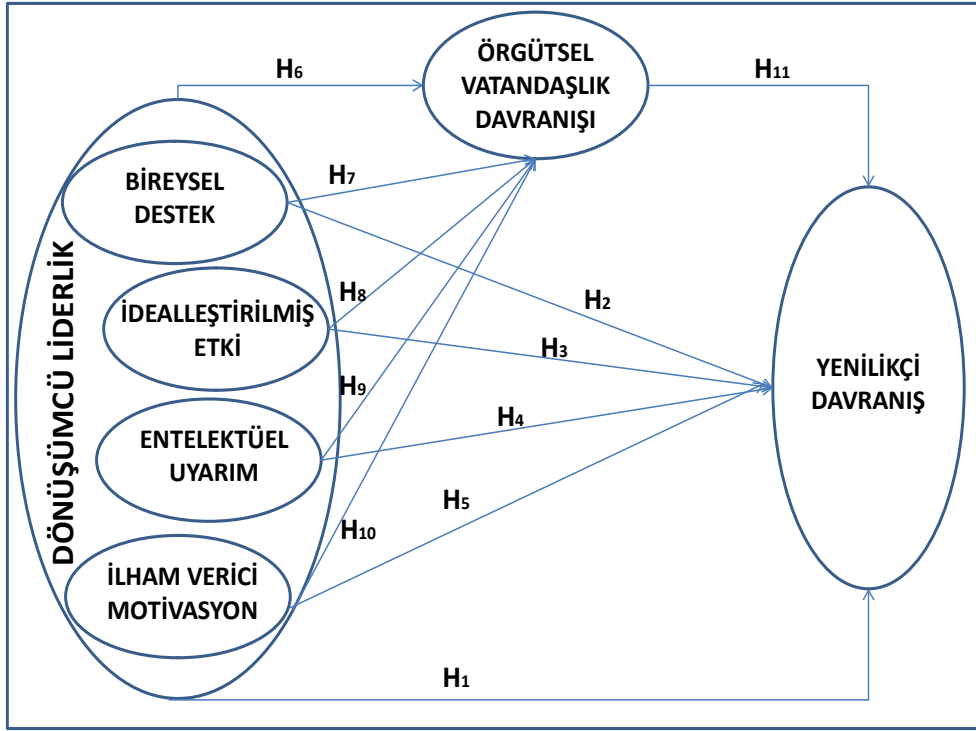 ÖRGÜTSEL
VATANDAŞLIK
DAVRANIŞI
H6
H11
BİREYSEL
DESTEK
H7
DÖNÜŞÜMCÜ LİDERLİK
İDEALLEŞTİRİLMİŞ
ETKİ
H8
H2
H3
YENİLİKÇİ
DAVRANIŞ
H9
H4
ENTELEKTÜEL
UYARIM
H5
H10
İLHAM VERİCİ
MOTİVASYON
H1